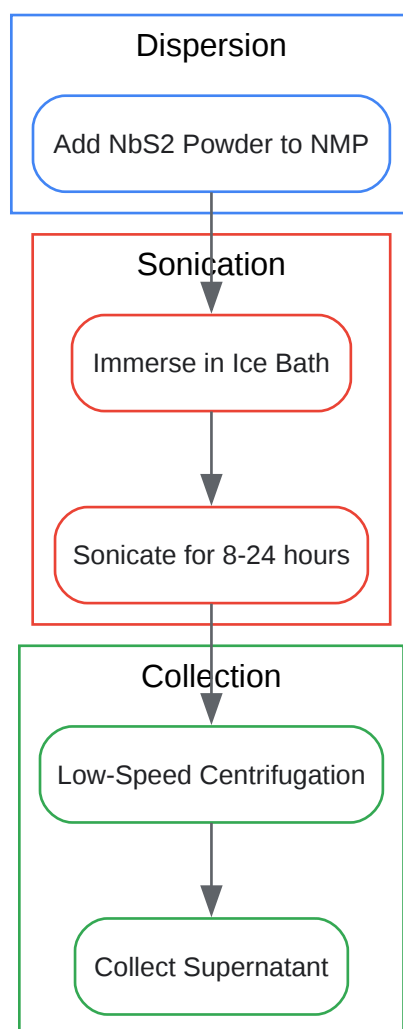 Dispersion
Add NbS2 Powder to NMP
Sonication
Immerse in Ice Bath
Sonicate for 8-24 hours
Collection
Low-Speed Centrifugation
Collect Supernatant